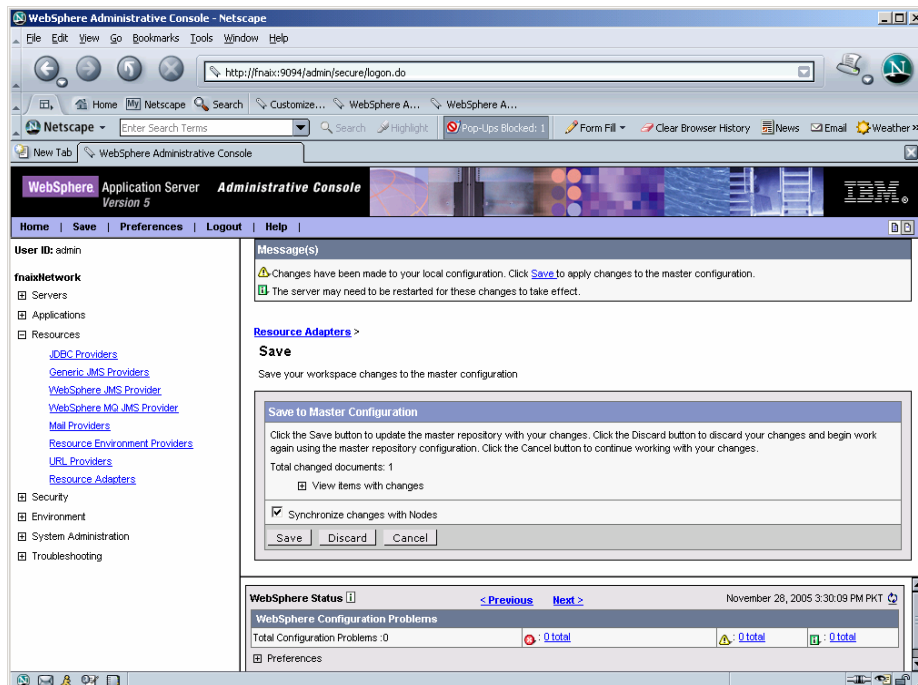 WebSphere Administrative Console - Netscape
File Edit View Go Bookmarks Tools Window Help
http://fnaix:9094/admin/secure/logon.do
Home My Netscape Search Customize... WebSphere A... WebSphere A...
Netscape Enter Search Terms Search Highlight Pop-Ups Blocked: 1 Form Fill Clear Browser History News Email Weather »
New Tab WebSphere Administrative Console
WebSphere Application Server Administrative Console
Version 5
IBM
Home | Save | Preferences | Logout | Help |
User ID: admin
fnaixNetwork
Servers
Applications
Resources
JDBC Providers
Generic JMS Providers
WebSphere JMS Provider
WebSphere MQ JMS Provider
Mail Providers
Resource Environment Providers
URL Providers
Resource Adapters
Security
Environment
System Administration
Troubleshooting
Message(s)
Changes have been made to your local configuration. Click Save to apply changes to the master configuration.
The server may need to be restarted for these changes to take effect.
Resource Adapters >
Save
Save your workspace changes to the master configuration
Save to Master Configuration
Click the Save button to update the master repository with your changes. Click the Discard button to discard your changes and begin work
again using the master repository configuration. Click the Cancel button to continue working with your changes.
Total changed documents: 1
View items with changes
Synchronize changes with Nodes
Save Discard Cancel
WebSphere Status < Previous Next > November 28, 2005 3:30:09 PM PKT
WebSphere Configuration Problems
Total Configuration Problems :0 : 0 total : 0 total : 0 total
Preferences